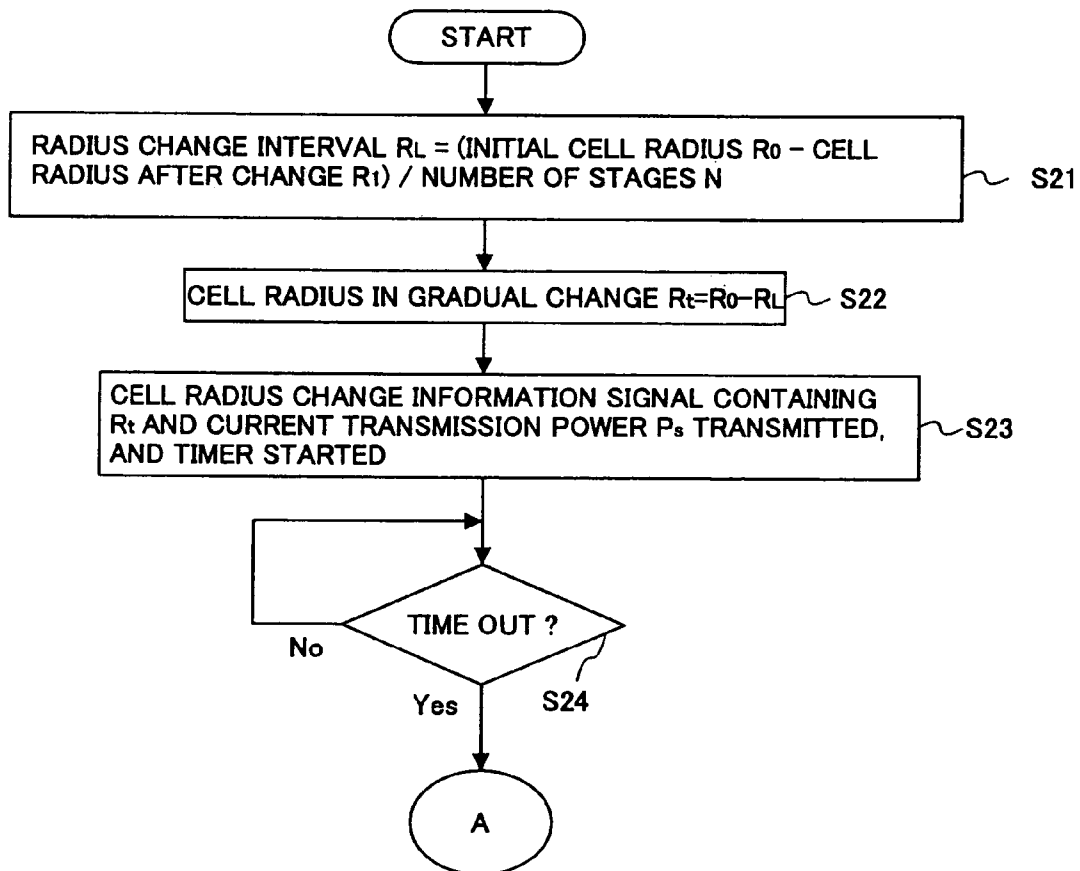 START
RADIUS CHANGE INTERVAL RL = (INITIAL CELL RADIUS R0 – CELL
RADIUS AFTER CHANGE R1) / NUMBER OF STAGES N
S21
CELL RADIUS IN GRADUAL CHANGE Rt=R0–RL
S22
CELL RADIUS CHANGE INFORMATION SIGNAL CONTAINING
Rt AND CURRENT TRANSMISSION POWER Ps TRANSMITTED,
AND TIMER STARTED
S23
TIME OUT ?
No
S24
Yes
A